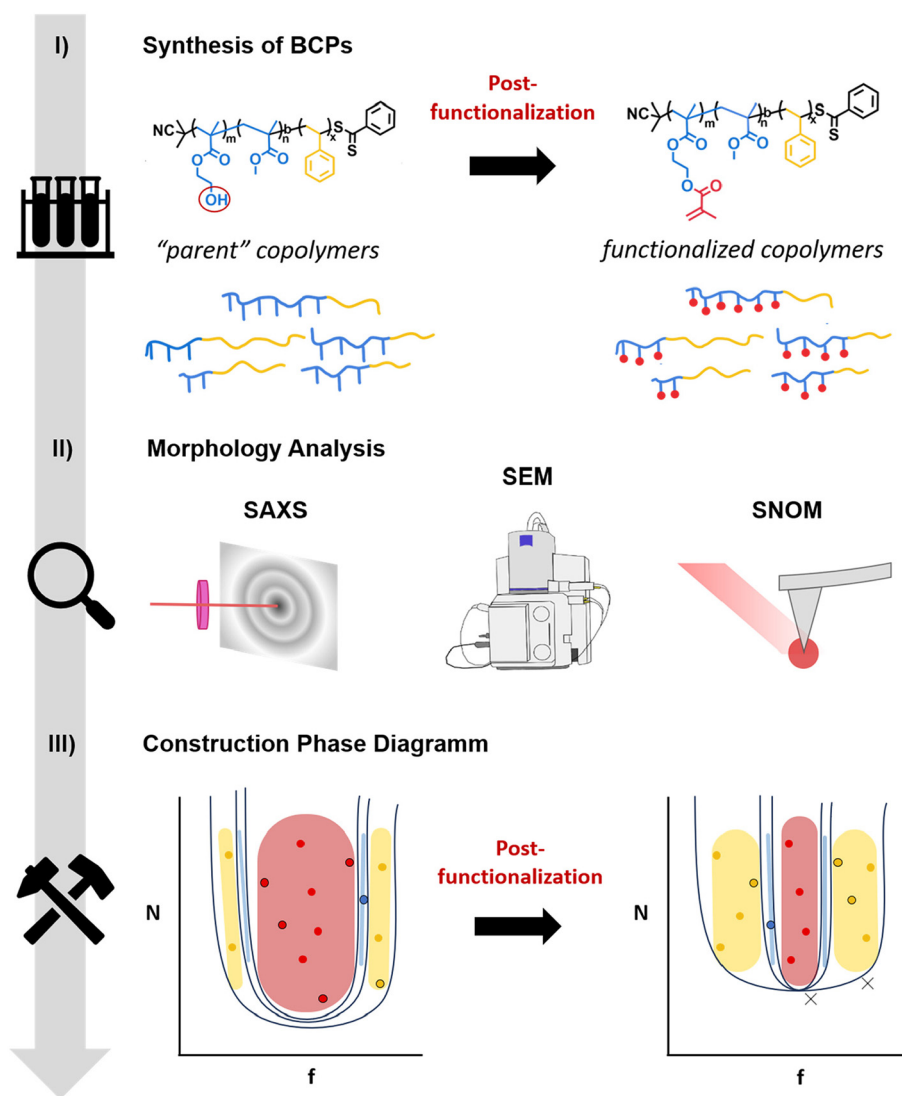 I)
Synthesis of BCPs
Post-
functionalization
NC
m
n
b
x
S
S
O
O
O
O
OH
NC
m
n
b
x
S
S
O
O
O
O
O
O
"parent" copolymers
functionalized copolymers
II)
Morphology Analysis
SAXS
SEM
SNOM
III)
Construction Phase Diagramm
Post-
functionalization
N
N
f
f